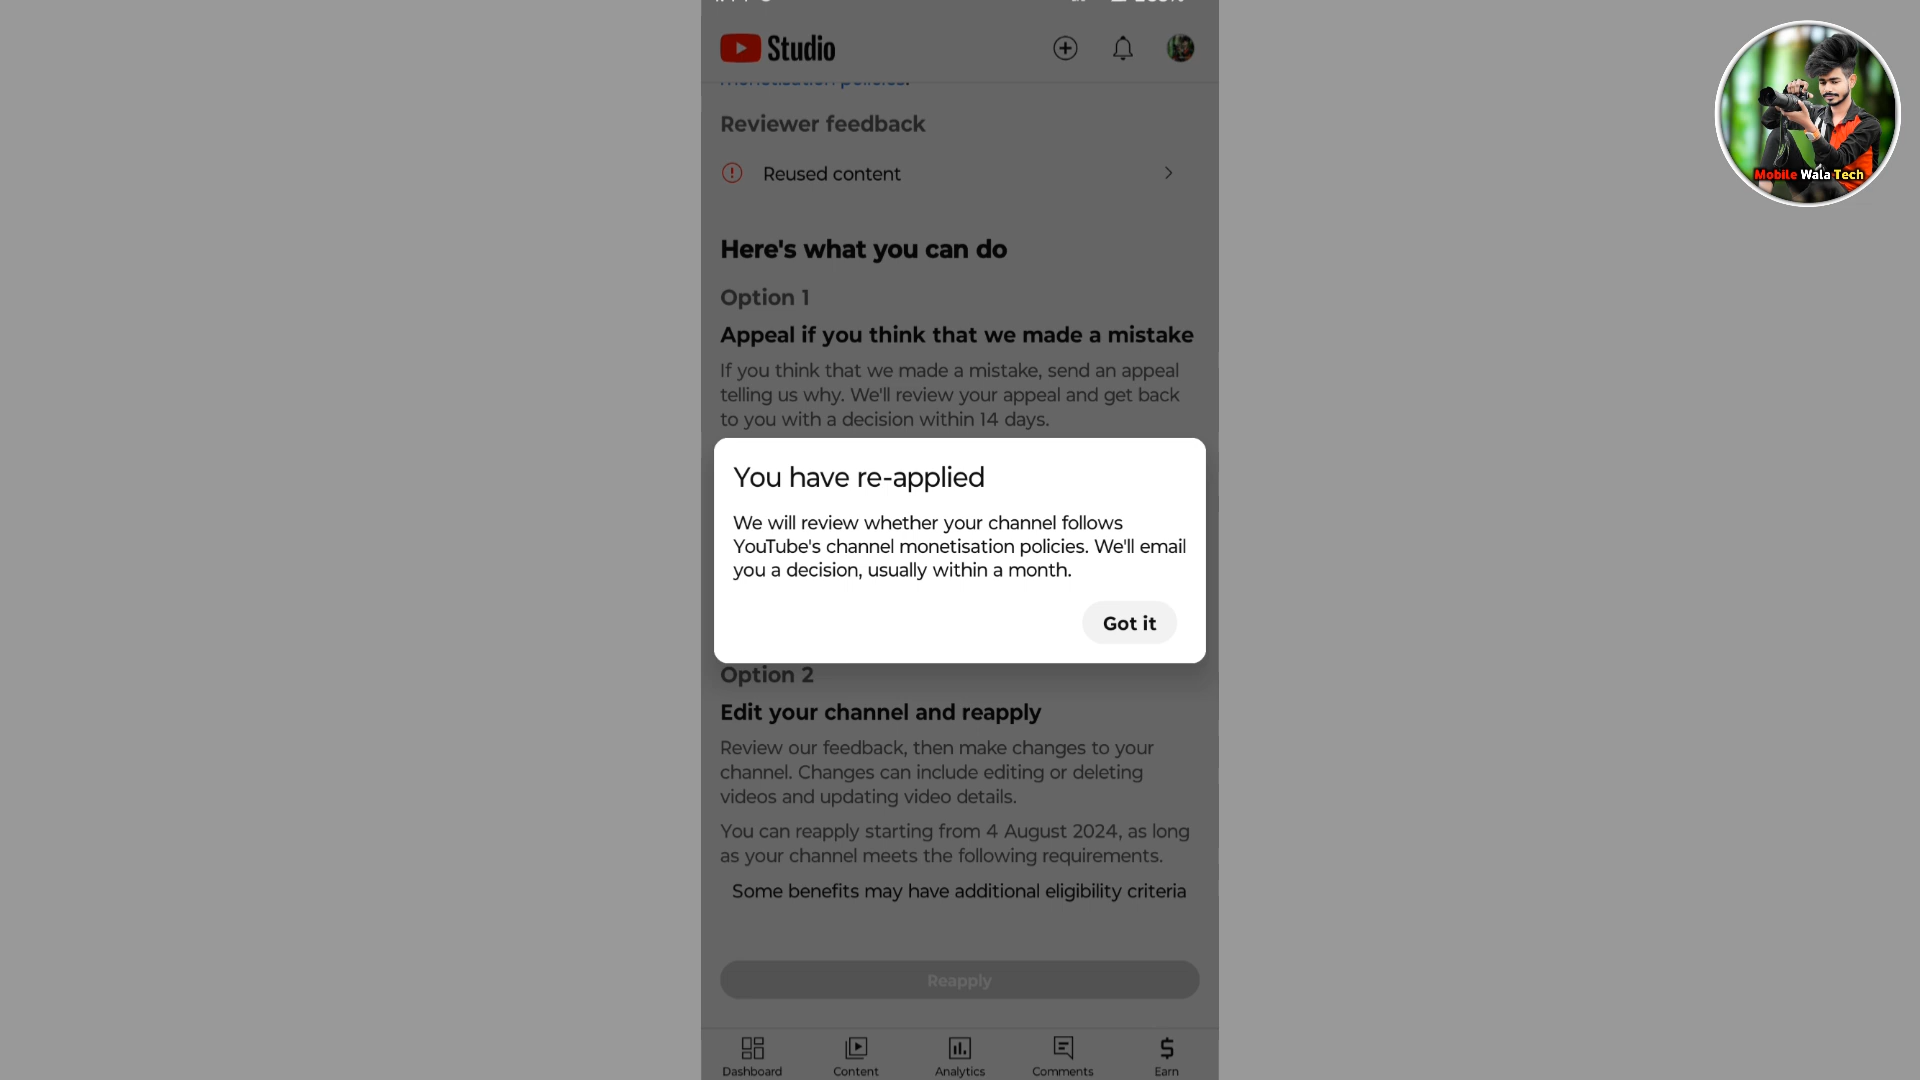 Studio
monetisation policies.
Reviewer feedback
Reused content
Here's what you can do
Option 1
Appeal if you think that we made a mistake
If you think that we made a mistake, send an appeal
telling us why. We'll review your appeal and get back
to you with a decision within 14 days.
You have re-applied
We will review whether your channel follows
YouTube's channel monetisation policies. We'll email
you a decision, usually within a month.
Got it
Option 2
Edit your channel and reapply
Review our feedback, then make changes to your
channel. Changes can include editing or deleting
videos and updating video details.
You can reapply starting from 4 August 2024, as long
as your channel meets the following requirements.
Some benefits may have additional eligibility criteria
Reapply
Dashboard Content Analytics Comments Earn
Mobile Wala Tech